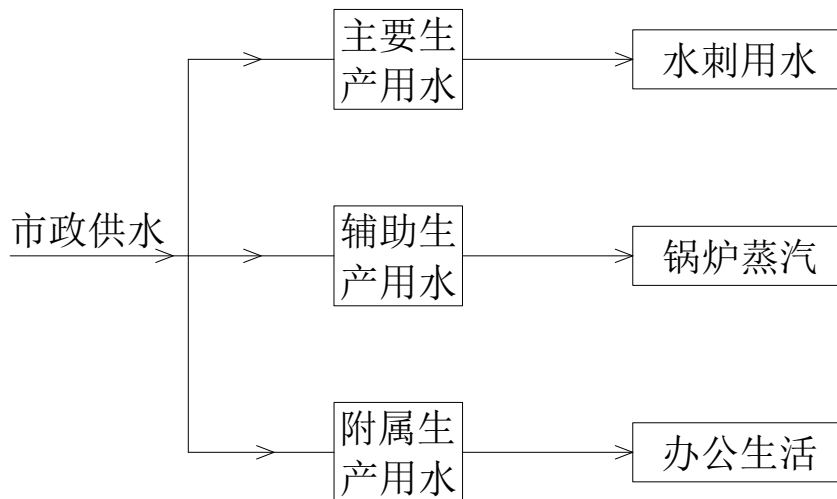 主要生
产用水
水刺用水
市政供水
辅助生
产用水
锅炉蒸汽
附属生
产用水
办公生活